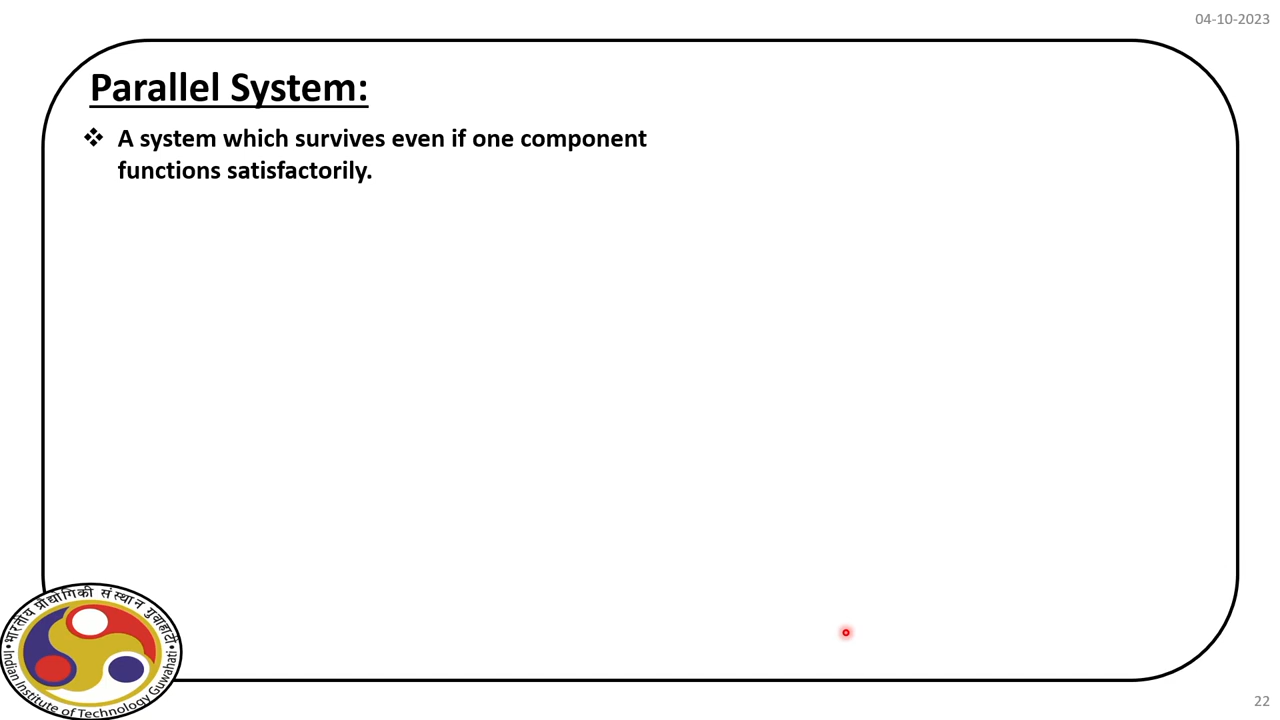 04-10-2023
Parallel System:
❖ A system which survives even if one component
functions satisfactorily.
भारतीय प्रौद्योगिकी संस्थान गुवाहाटी
Indian Institute of Technology Guwahati
22